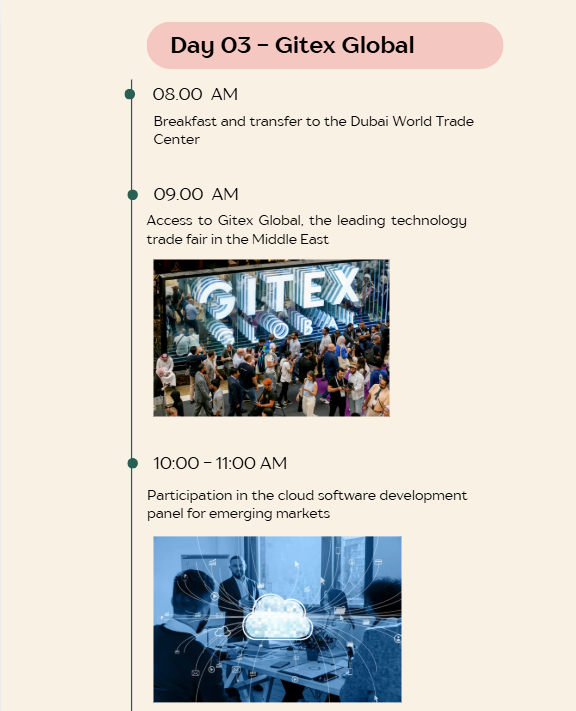 Day 03 – Gitex Global
08.00 AM
Breakfast and transfer to the Dubai World Trade
Center
09.00 AM
Access to Gitex Global, the leading technology
trade fair in the Middle East
GITEX
GLOBAL
10:00 – 11:00 AM
Participation in the cloud software development
panel for emerging markets